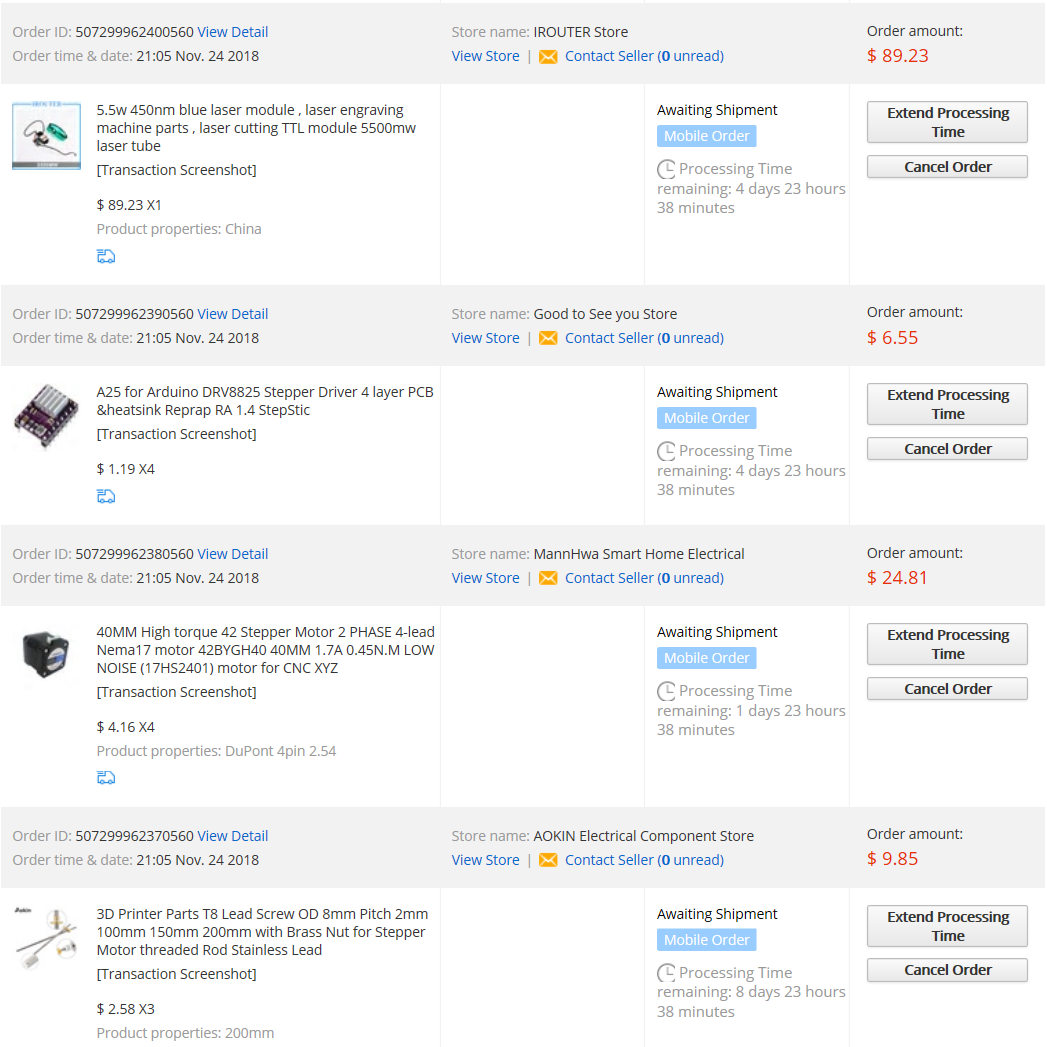 Order ID: 507299962400560 View Detail
Store name: IROUTER Store
Order amount:
Order time & date: 21:05 Nov. 24 2018
View Store | Contact Seller (0 unread)
$ 89.23
IROUTER
5.5w 450nm blue laser module , laser engraving
machine parts , laser cutting TTL module 5500mw
laser tube
[Transaction Screenshot]
$ 89.23 X1
Product properties: China
Awaiting Shipment
Mobile Order
Processing Time
remaining: 4 days 23 hours
38 minutes
Extend Processing
Time
Cancel Order
Order ID: 507299962390560 View Detail
Store name: Good to See you Store
Order amount:
Order time & date: 21:05 Nov. 24 2018
View Store | Contact Seller (0 unread)
$ 6.55
A25 for Arduino DRV8825 Stepper Driver 4 layer PCB
&heatsink Reprap RA 1.4 StepStic
[Transaction Screenshot]
$ 1.19 X4
Awaiting Shipment
Mobile Order
Processing Time
remaining: 4 days 23 hours
38 minutes
Extend Processing
Time
Cancel Order
Order ID: 507299962380560 View Detail
Store name: MannHwa Smart Home Electrical
Order amount:
Order time & date: 21:05 Nov. 24 2018
View Store | Contact Seller (0 unread)
$ 24.81
40MM High torque 42 Stepper Motor 2 PHASE 4-lead
Nema17 motor 42BYGH40 40MM 1.7A 0.45N.M LOW
NOISE (17HS2401) motor for CNC XYZ
[Transaction Screenshot]
$ 4.16 X4
Product properties: DuPont 4pin 2.54
Awaiting Shipment
Mobile Order
Processing Time
remaining: 1 days 23 hours
38 minutes
Extend Processing
Time
Cancel Order
Order ID: 507299962370560 View Detail
Store name: AOKIN Electrical Component Store
Order amount:
Order time & date: 21:05 Nov. 24 2018
View Store | Contact Seller (0 unread)
$ 9.85
Aokin
3D Printer Parts T8 Lead Screw OD 8mm Pitch 2mm
100mm 150mm 200mm with Brass Nut for Stepper
Motor threaded Rod Stainless Lead
[Transaction Screenshot]
$ 2.58 X3
Product properties: 200mm
Awaiting Shipment
Mobile Order
Processing Time
remaining: 8 days 23 hours
38 minutes
Extend Processing
Time
Cancel Order